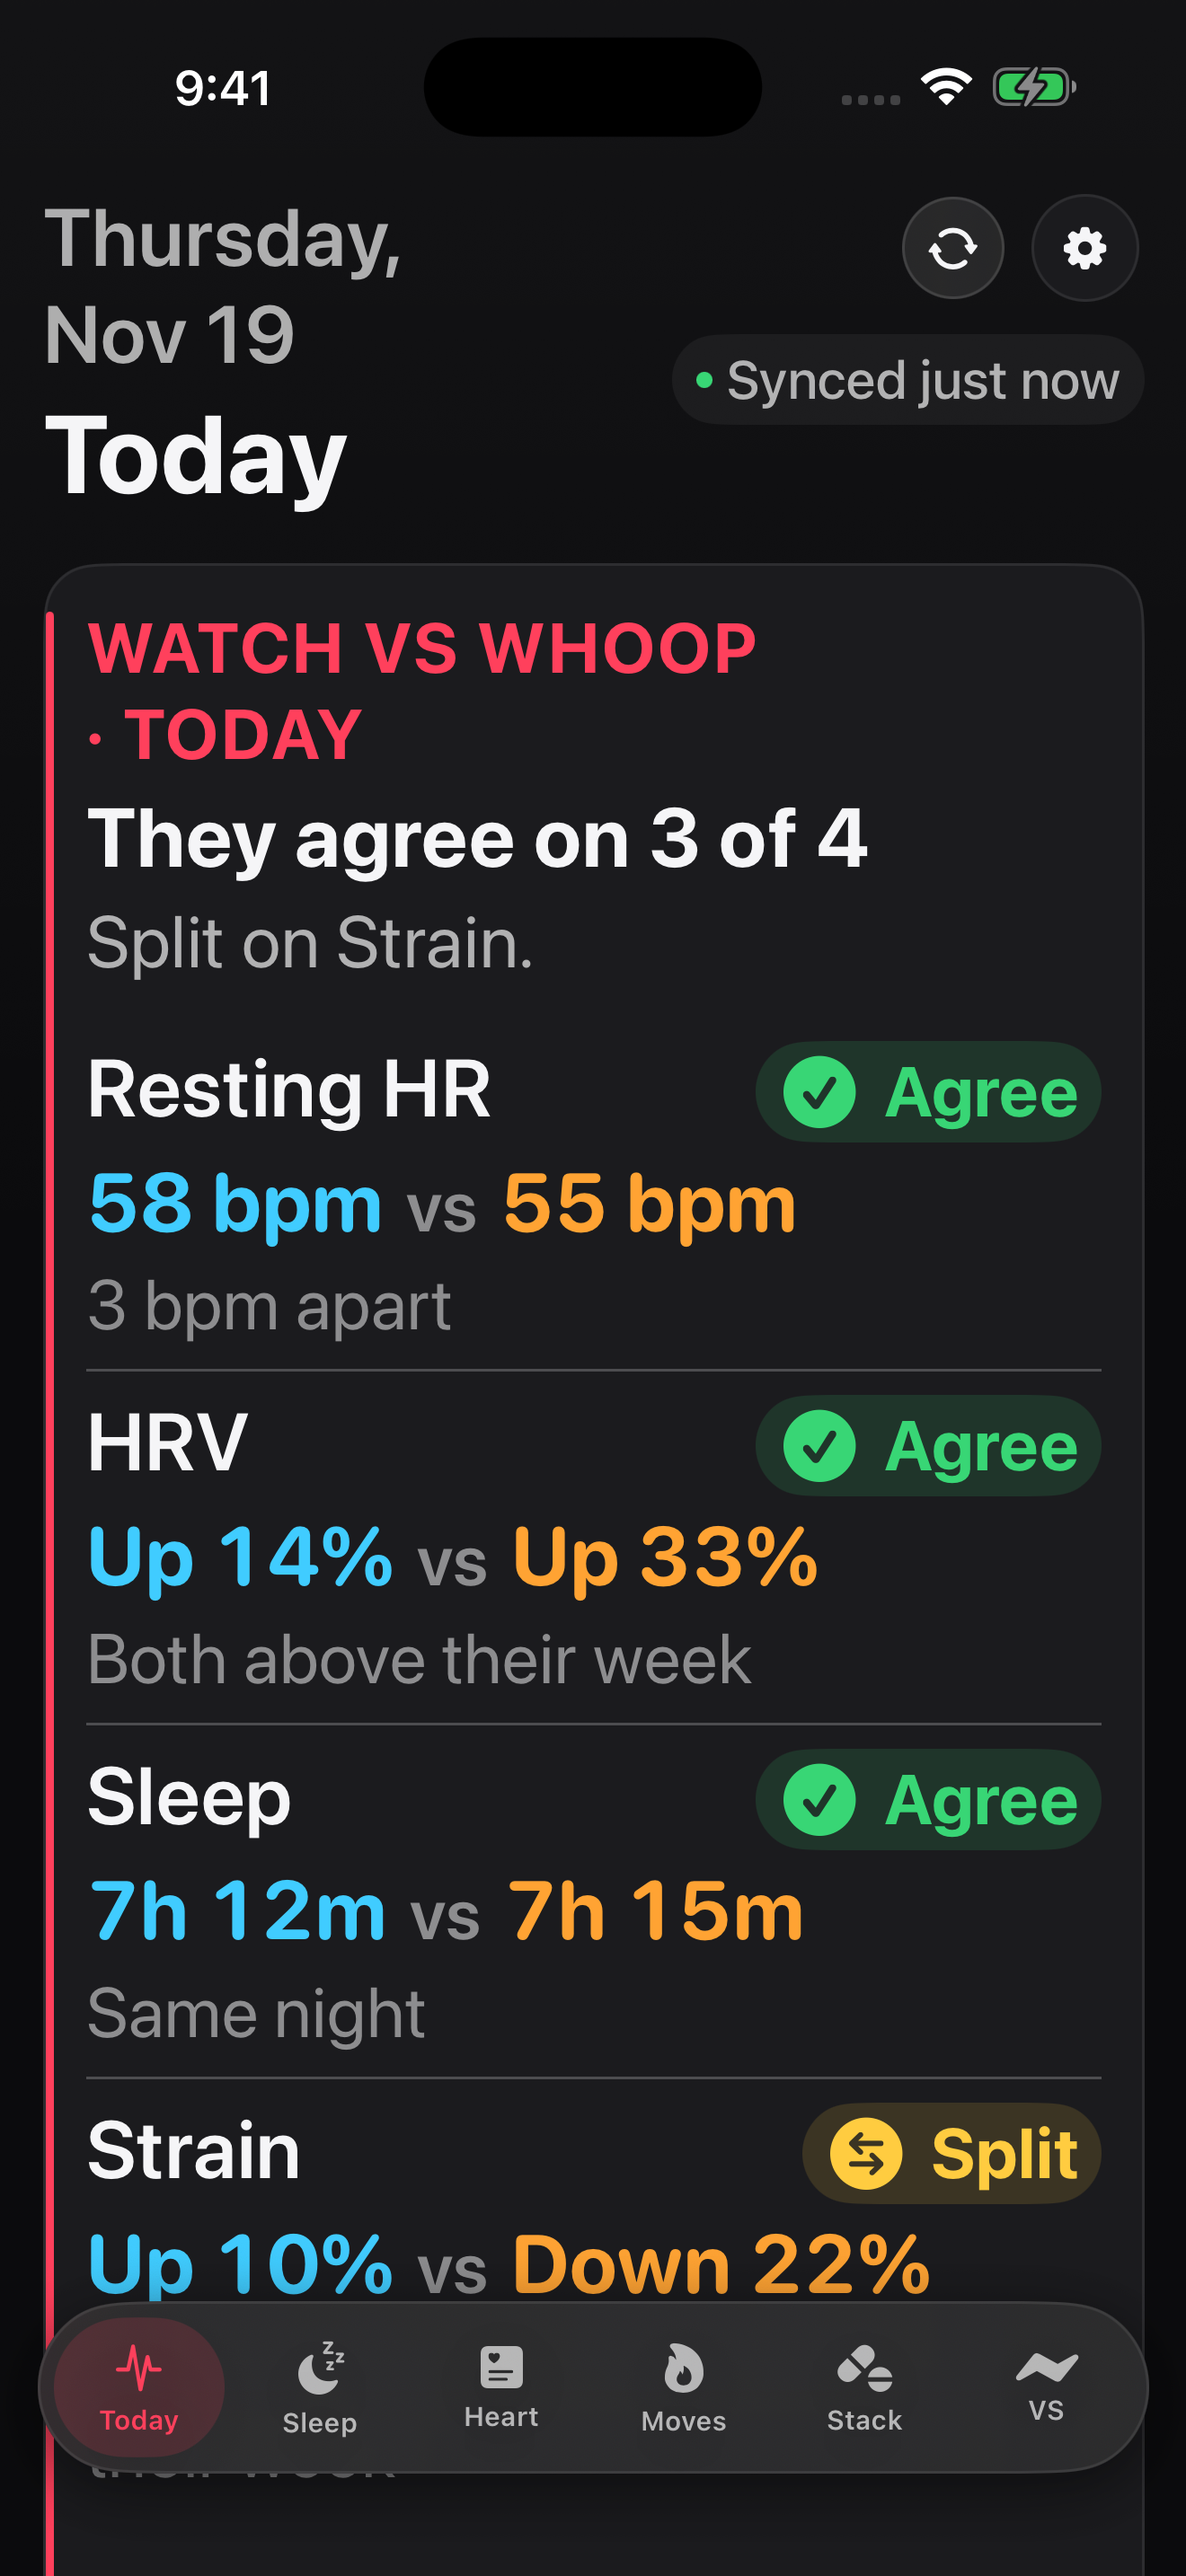 9:41
Thursday,
Nov 19
Synced just now
Today
WATCH VS WHOOP
· TODAY
They agree on 3 of 4
Split on Strain.
Resting HR
Agree
58 bpm vs 55 bpm
3 bpm apart
HRV
Agree
Up 14% vs Up 33%
Both above their week
Sleep
Agree
7h 12m vs 7h 15m
Same night
Strain
Split
Up 10% vs Down 22%
Today
Sleep
Heart
Moves
Stack
VS